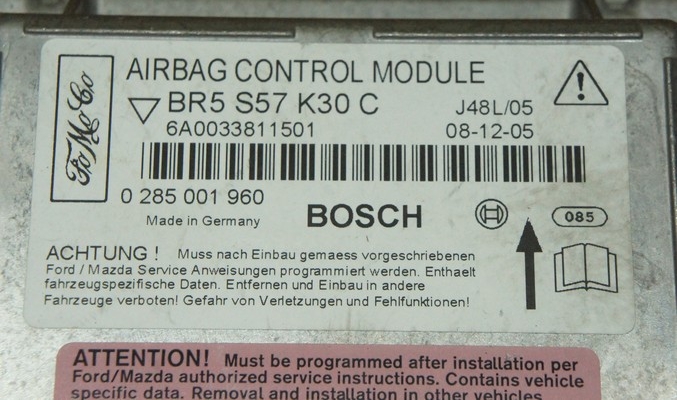 FoMoCo
AIRBAG CONTROL MODULE
BR5 S57 K30 C
J48L/05
6A0033811501
08-12-05
0 285 001 960
Made in Germany
BOSCH
085
ACHTUNG ! Muss nach Einbau gemaess vorgeschriebenen
Ford / Mazda Service Anweisungen programmiert werden. Enthaelt
fahrzeugspezifische Daten. Entfernen und Einbau in andere
Fahrzeuge verboten! Gefahr von Verletzungen und Fehlfunktionen!
ATTENTION! Must be programmed after installation per
Ford/Mazda authorized service instructions. Contains vehicle
specific data. Removal and installation in other vehicles